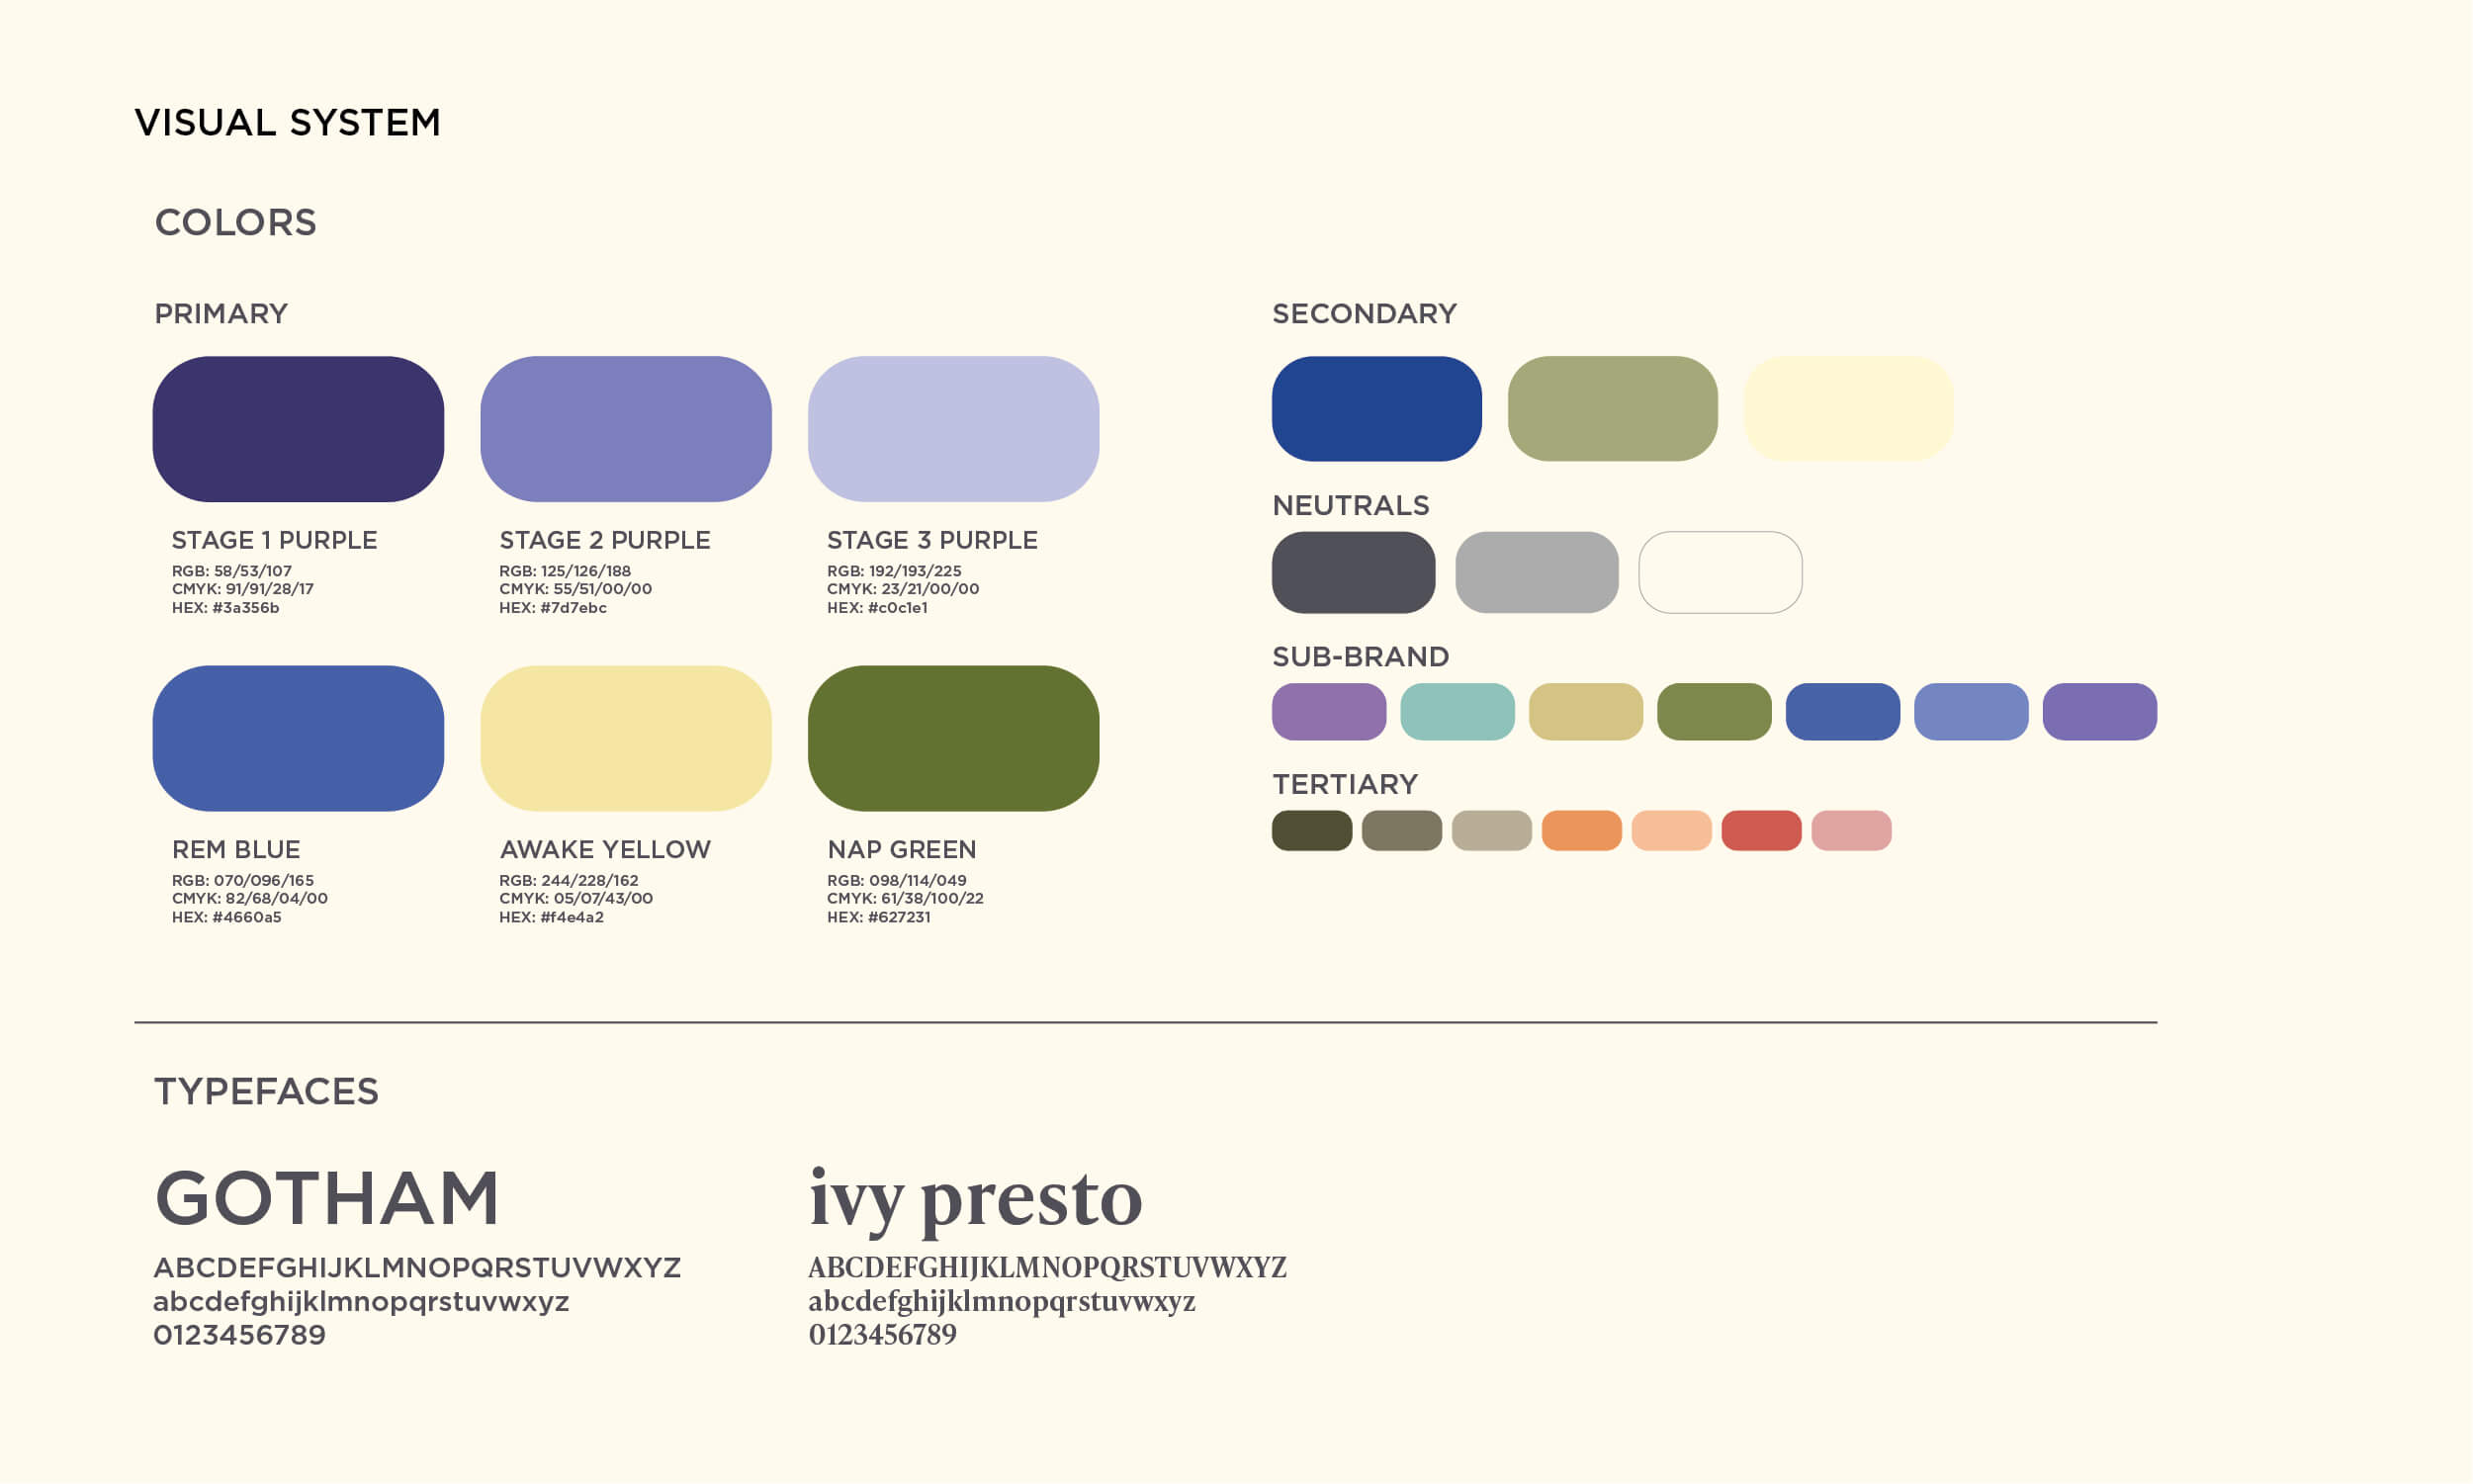 VISUAL SYSTEM
COLORS
PRIMARY
STAGE 1 PURPLE
RGB: 58/53/107
CMYK: 91/91/28/17
HEX: #3a356b
STAGE 2 PURPLE
RGB: 125/126/188
CMYK: 55/51/00/00
HEX: #7d7ebc
STAGE 3 PURPLE
RGB: 192/193/225
CMYK: 23/21/00/00
HEX: #c0c1e1
REM BLUE
RGB: 070/096/165
CMYK: 82/68/04/00
HEX: #4660a5
AWAKE YELLOW
RGB: 244/228/162
CMYK: 05/07/43/00
HEX: #f4e4a2
NAP GREEN
RGB: 098/114/049
CMYK: 61/38/100/22
HEX: #627231
SECONDARY
NEUTRALS
SUB-BRAND
TERTIARY
TYPEFACES
GOTHAM
ABCDEFGHIJKLMNOPQRSTUVWXYZ
abcdefghijklmnopqrstuvwxyz
0123456789
ivy presto
ABCDEFGHIJKLMNOPQRSTUVWXYZ
abcdefghijklmnopqrstuvwxyz
0123456789